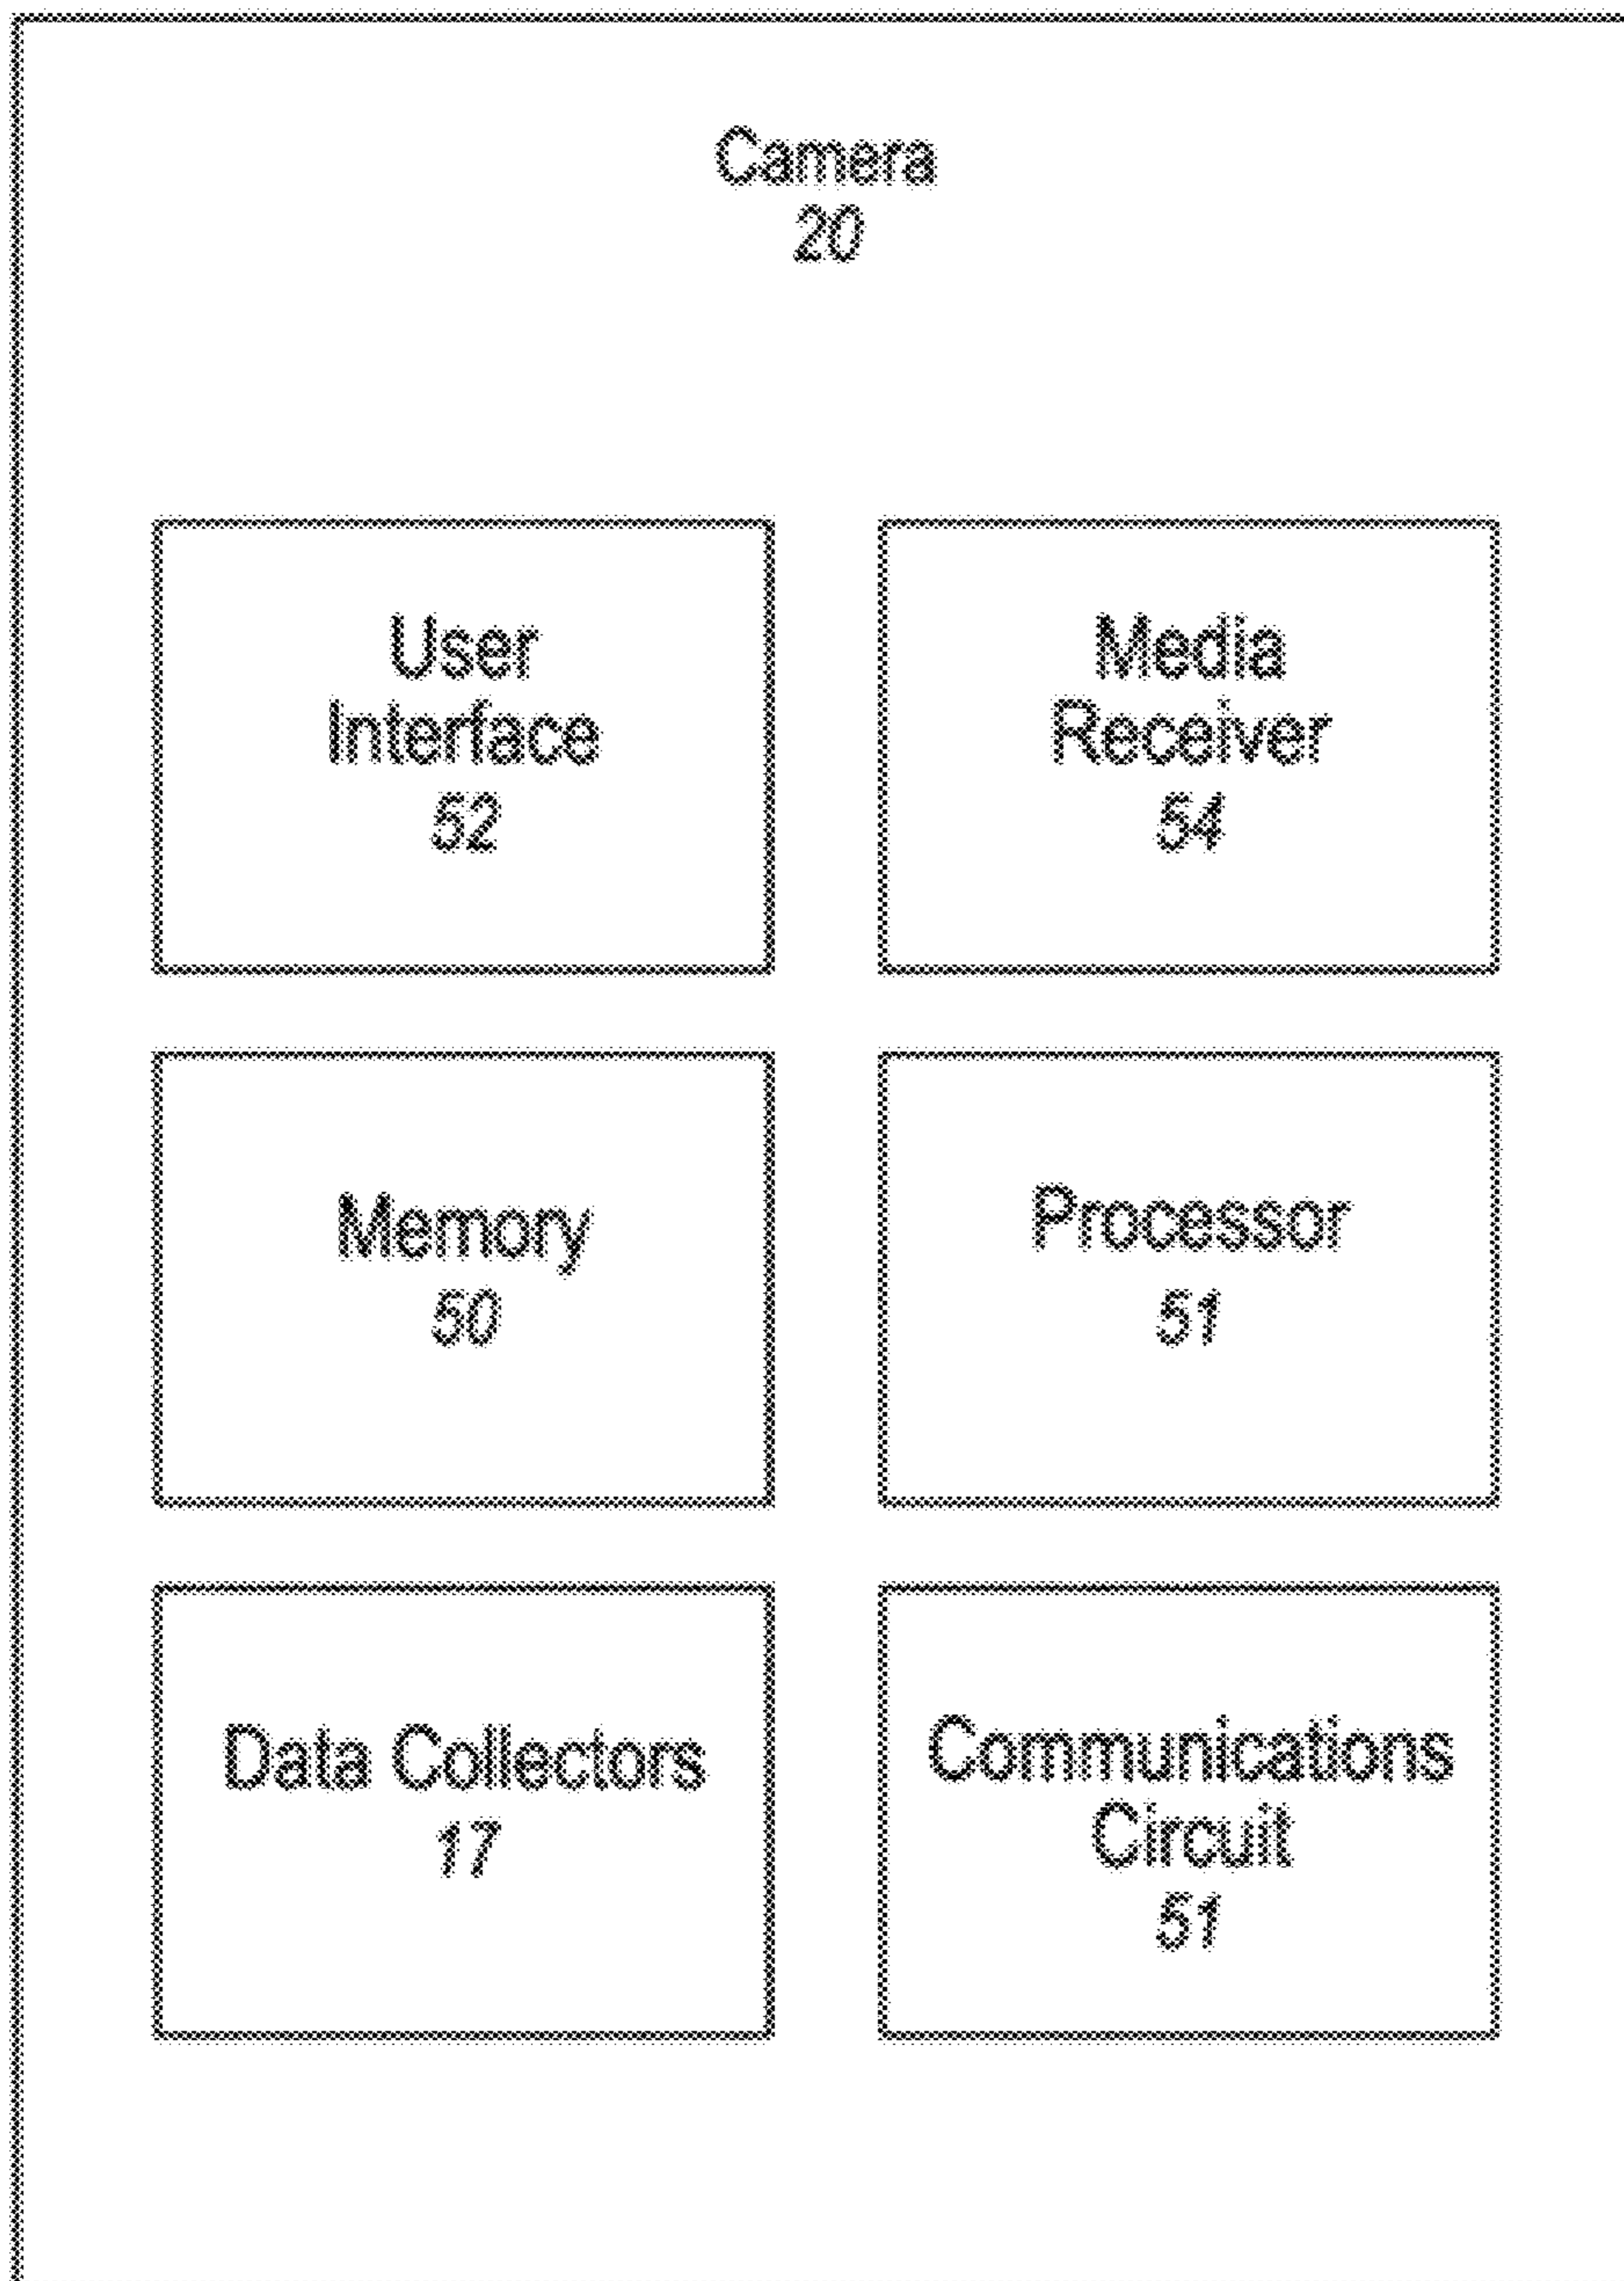 Camera
20
User
Interface
52
Media
Receiver
54
Memory
50
Processor
51
Data Collectors
17
Communications
Circuit
51